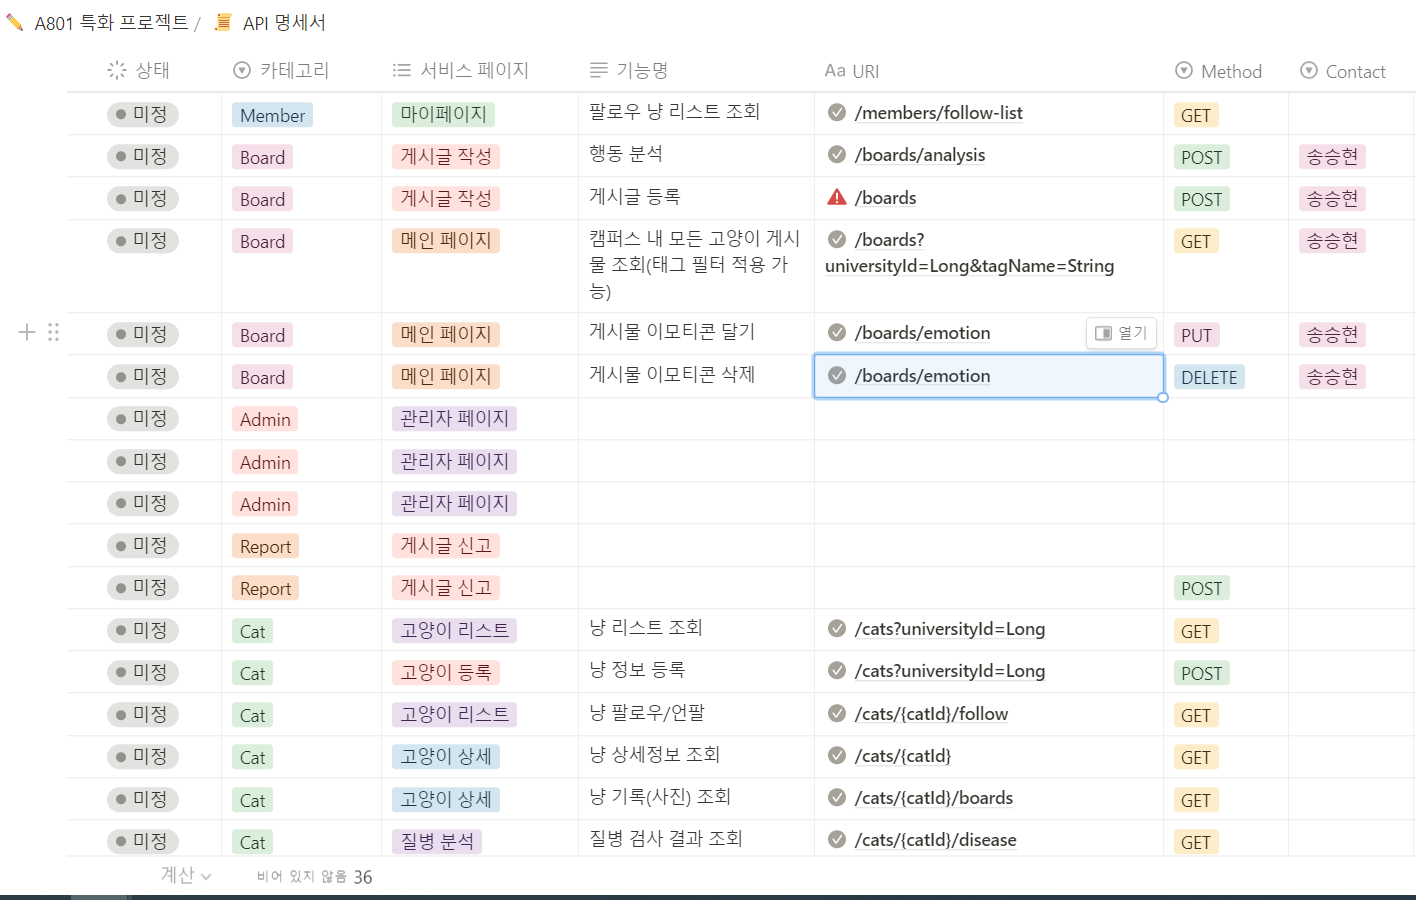 A801 특화 프로젝트 / API 명세서
상태 카테고리 서비스 페이지 기능명 Aa URI Method Contact
미정 Member 마이페이지 팔로우 냥 리스트 조회 /members/follow-list GET
미정 Board 게시글 작성 행동 분석 /boards/analysis POST 송승현
미정 Board 게시글 작성 게시글 등록 /boards POST 송승현
미정 Board 메인 페이지 캠퍼스 내 모든 고양이 게시 /boards? GET 송승현
물 조회(태그 필터 적용 가 universityId=Long&tagName=String
능)
미정 Board 메인 페이지 게시물 이모티콘 달기 /boards/emotion 열기 PUT 송승현
미정 Board 메인 페이지 게시물 이모티콘 삭제 /boards/emotion DELETE 송승현
미정 Admin 관리자 페이지
미정 Admin 관리자 페이지
미정 Admin 관리자 페이지
미정 Report 게시글 신고
미정 Report 게시글 신고 POST
미정 Cat 고양이 리스트 냥 리스트 조회 /cats?universityId=Long GET
미정 Cat 고양이 등록 냥 정보 등록 /cats?universityId=Long POST
미정 Cat 고양이 리스트 냥 팔로우/언팔 /cats/{catId}/follow GET
미정 Cat 고양이 상세 냥 상세정보 조회 /cats/{catId} GET
미정 Cat 고양이 상세 냥 기록(사진) 조회 /cats/{catId}/boards GET
미정 Cat 질병 분석 질병 검사 결과 조회 /cats/{catId}/disease GET
계산 비어 있지 않음 36